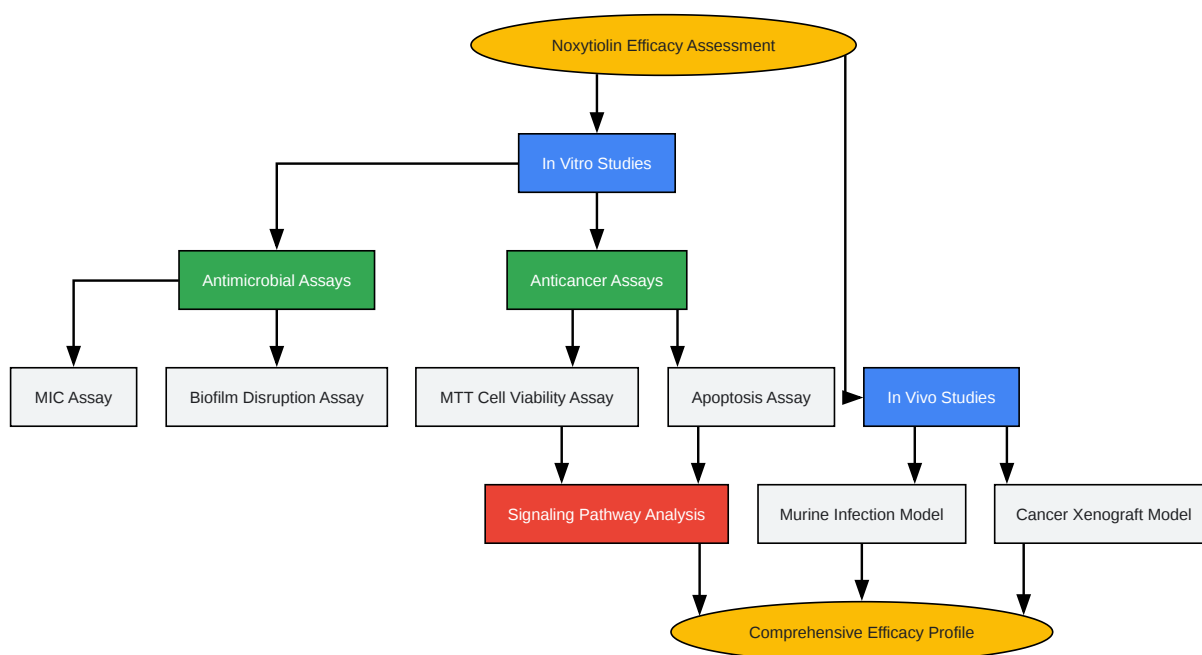 Noxytiolin Efficacy Assessment
In Vitro Studies
Antimicrobial Assays
Anticancer Assays
MIC Assay
Biofilm Disruption Assay
MTT Cell Viability Assay
Apoptosis Assay
In Vivo Studies
Signaling Pathway Analysis
Murine Infection Model
Cancer Xenograft Model
Comprehensive Efficacy Profile